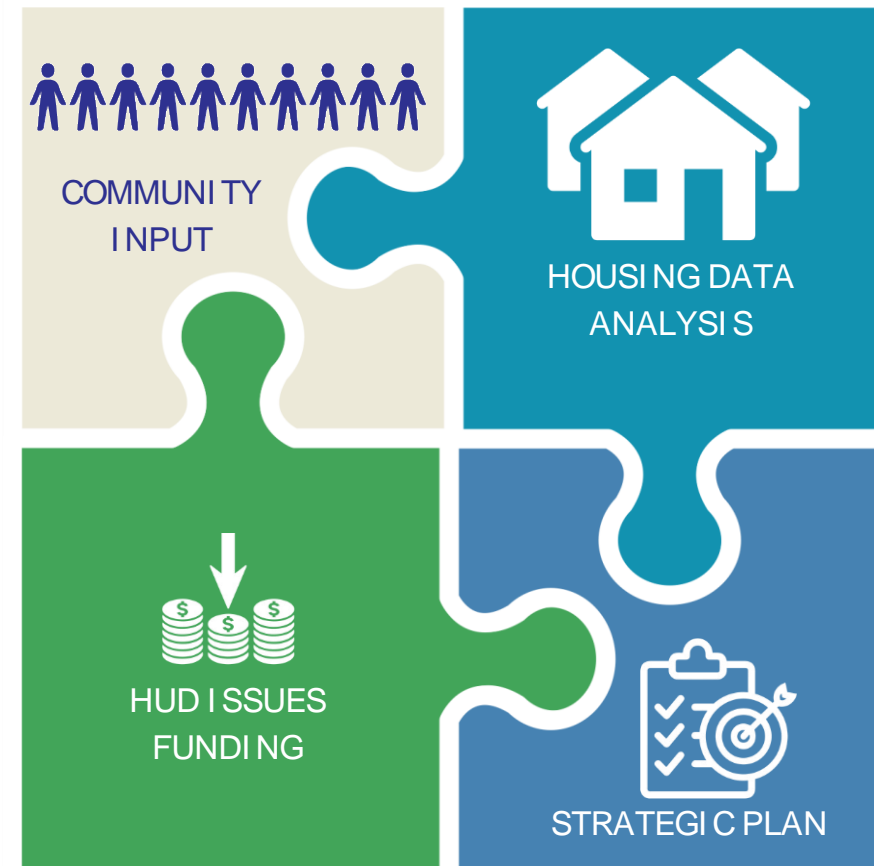 COMMUNITY
INPUT
HOUSING DATA
ANALYSIS
$ $ $
HUD ISSUES
FUNDING
STRATEGIC PLAN